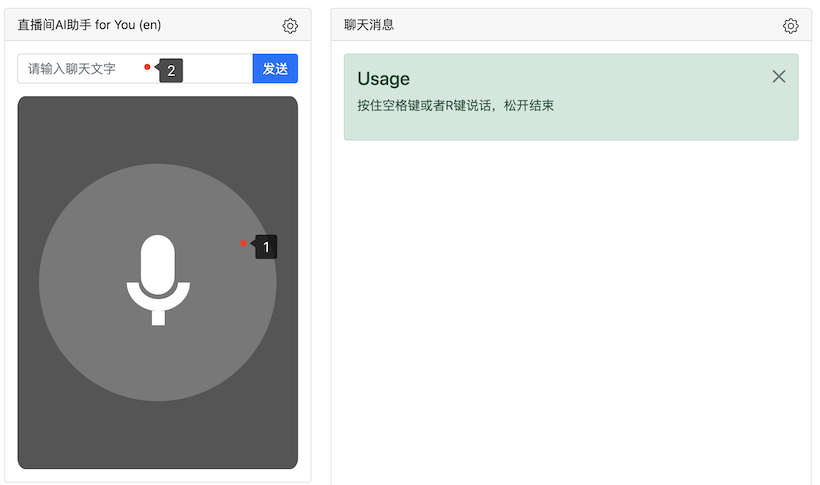 直播间AI助手 for You (en)
请输入聊天文字
2
发送
1
聊天消息
Usage
按住空格键或者R键说话，松开结束